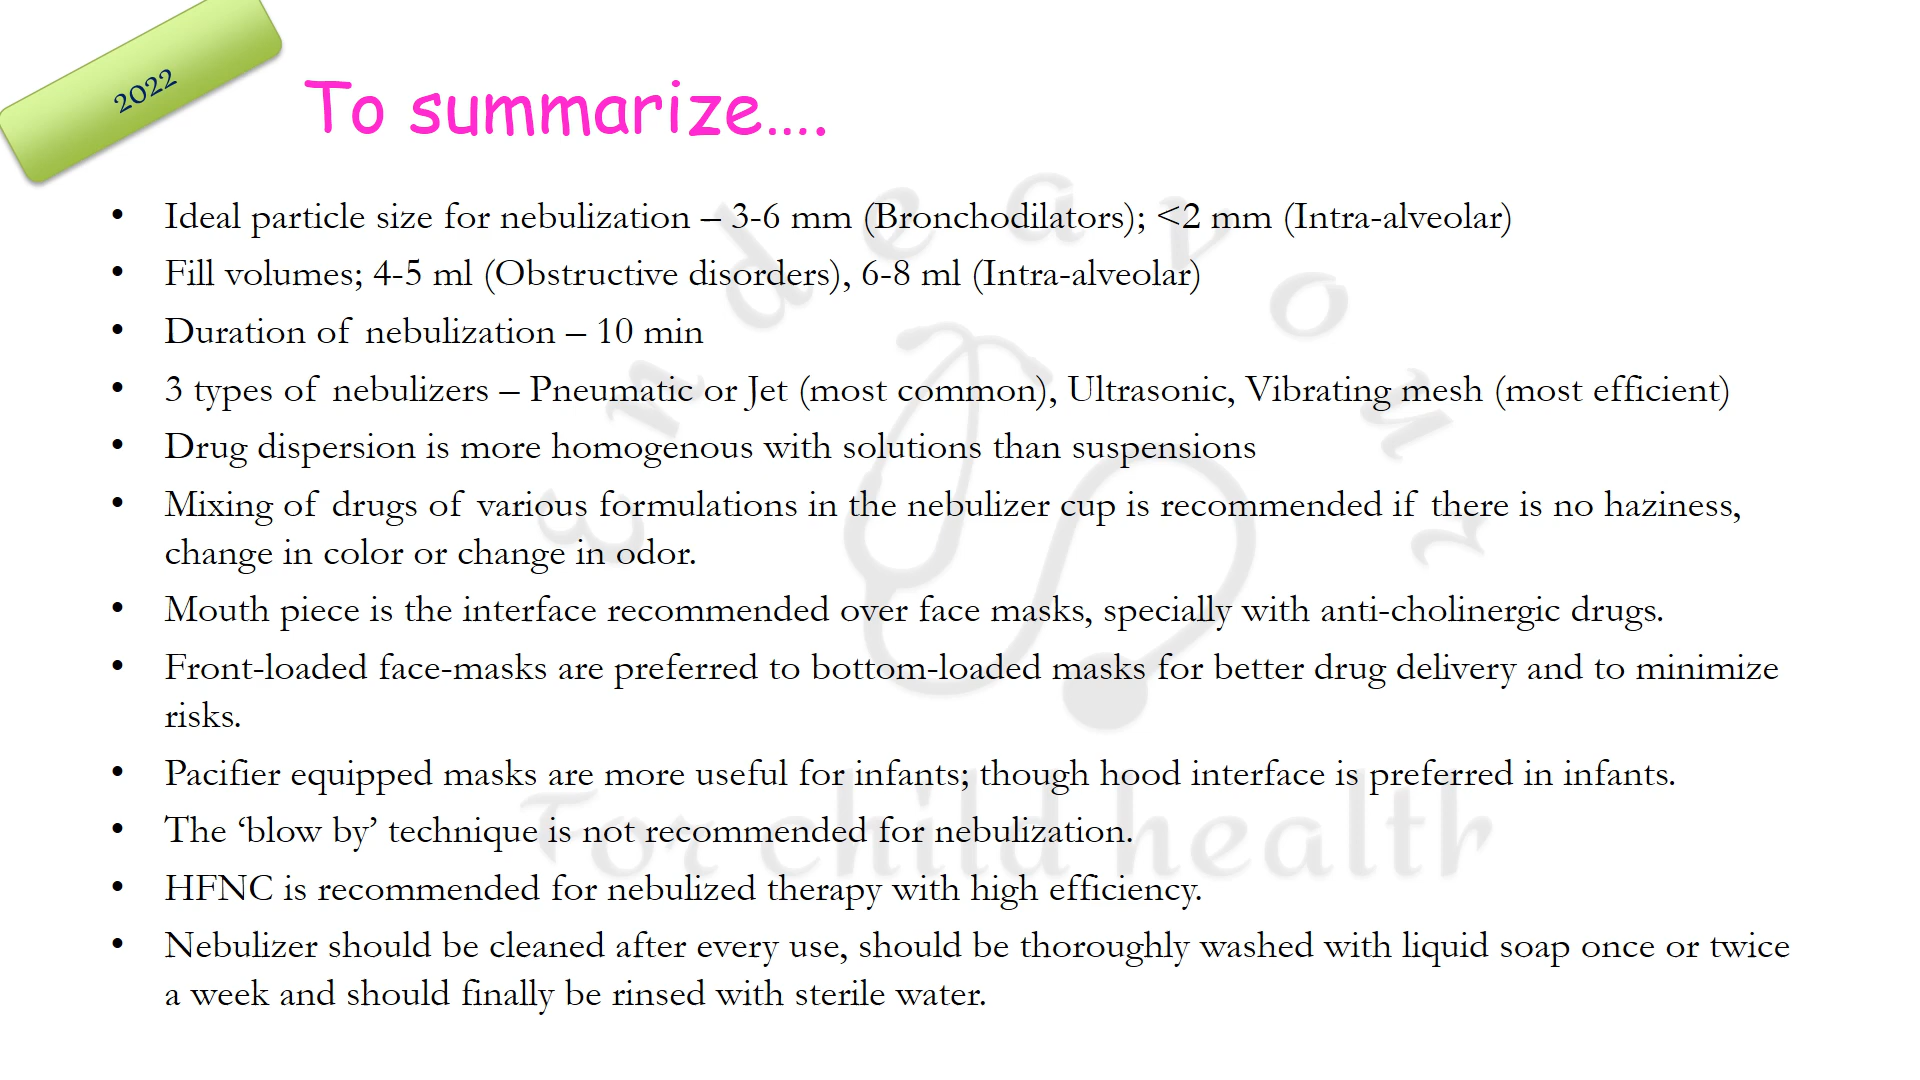 2022
To summarize....
• Ideal particle size for nebulization – 3-6 mm (Bronchodilators); <2 mm (Intra-alveolar)
• Fill volumes; 4-5 ml (Obstructive disorders), 6-8 ml (Intra-alveolar)
• Duration of nebulization – 10 min
• 3 types of nebulizers – Pneumatic or Jet (most common), Ultrasonic, Vibrating mesh (most efficient)
• Drug dispersion is more homogenous with solutions than suspensions
• Mixing of drugs of various formulations in the nebulizer cup is recommended if there is no haziness,
change in color or change in odor.
• Mouth piece is the interface recommended over face masks, specially with anti-cholinergic drugs.
• Front-loaded face-masks are preferred to bottom-loaded masks for better drug delivery and to minimize
risks.
• Pacifier equipped masks are more useful for infants; though hood interface is preferred in infants.
• The ‘blow by’ technique is not recommended for nebulization.
• HFNC is recommended for nebulized therapy with high efficiency.
• Nebulizer should be cleaned after every use, should be thoroughly washed with liquid soap once or twice
a week and should finally be rinsed with sterile water.
Endeavour
For child health